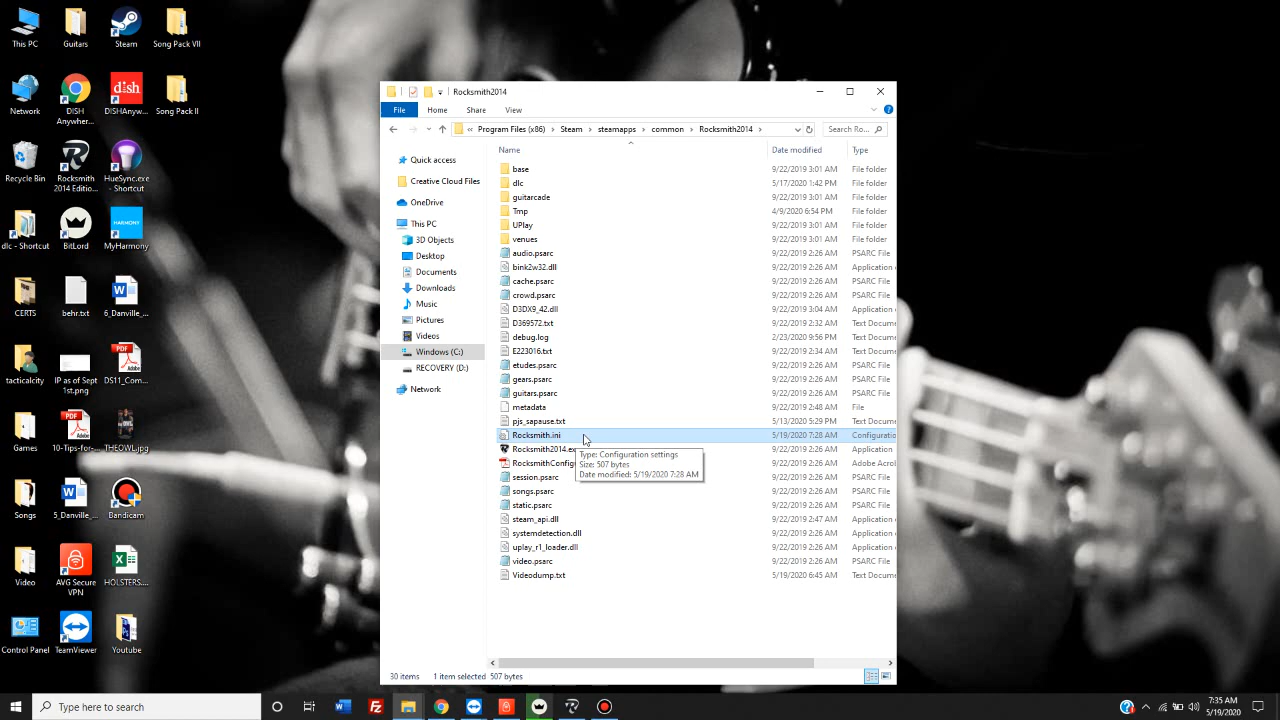 This PC
Guitars
Steam
Song Pack VII
Network
DISH Anywher...
DISHAnyw...
Song Pack II
Recycle Bin
Rocksmith 2014 Edition...
HueSync.exe - Shortcut
dlc - Shortcut
BitLord
HARMONY
MyHarmony
CERTS
behr.txt
6_Danville_...
tacticalcity
IP as of Sept 1st.png
DS11_Com...
Games
10-Tips-for-...
THEOWL.jpg
Songs
5_Danville_...
Bandicam
Video
AVG Secure VPN
HOLSTERS....
Control Panel
TeamViewer
Youtube
Rocksmith2014
File
Home
Share
View
« Program Files (x86) > Steam > steamapps > common > Rocksmith2014 >
Search Ro...
Quick access
Creative Cloud Files
OneDrive
This PC
3D Objects
Desktop
Documents
Downloads
Music
Pictures
Videos
Windows (C:)
RECOVERY (D:)
Network
Name Date modified Type
base 9/22/2019 3:01 AM File folder
dlc 5/17/2020 1:42 PM File folder
guitarcade 9/22/2019 3:01 AM File folder
Tmp 4/9/2020 6:54 PM File folder
UPlay 9/22/2019 3:01 AM File folder
venues 9/22/2019 3:01 AM File folder
audio.psarc 9/22/2019 2:26 AM PSARC File
bink2w32.dll 9/22/2019 2:26 AM Application
cache.psarc 9/22/2019 2:26 AM PSARC File
crowd.psarc 9/22/2019 2:26 AM PSARC File
D3DX9_42.dll 9/22/2019 3:04 AM Application
D369572.txt 9/22/2019 2:32 AM Text Docume
debug.log 2/23/2020 9:56 PM Text Docume
E223016.txt 9/22/2019 2:34 AM Text Docume
etudes.psarc 9/22/2019 2:26 AM PSARC File
gears.psarc 9/22/2019 2:26 AM PSARC File
guitars.psarc 9/22/2019 2:26 AM PSARC File
metadata 9/22/2019 2:48 AM File
pjs_sapause.txt 5/13/2020 5:29 PM Text Docume
Rocksmith.ini 5/19/2020 7:28 AM Configuratio
Rocksmith2014.ex 9/22/2019 2:26 AM Application
RocksmithConfigu 9/22/2019 2:26 AM Adobe Acrol
Type: Configuration settings
Size: 507 bytes
Date modified: 5/19/2020 7:28 AM
session.psarc 9/22/2019 2:26 AM PSARC File
songs.psarc 9/22/2019 2:26 AM PSARC File
static.psarc 9/22/2019 2:26 AM PSARC File
steam_api.dll 9/22/2019 2:47 AM Application
systemdetection.dll 9/22/2019 2:26 AM Application
uplay_r1_loader.dll 9/22/2019 2:26 AM Application
video.psarc 9/22/2019 2:26 AM PSARC File
Videodump.txt 5/19/2020 6:45 AM Text Docume
30 items 1 item selected 507 bytes
Type here to search
7:35 AM
5/19/2020